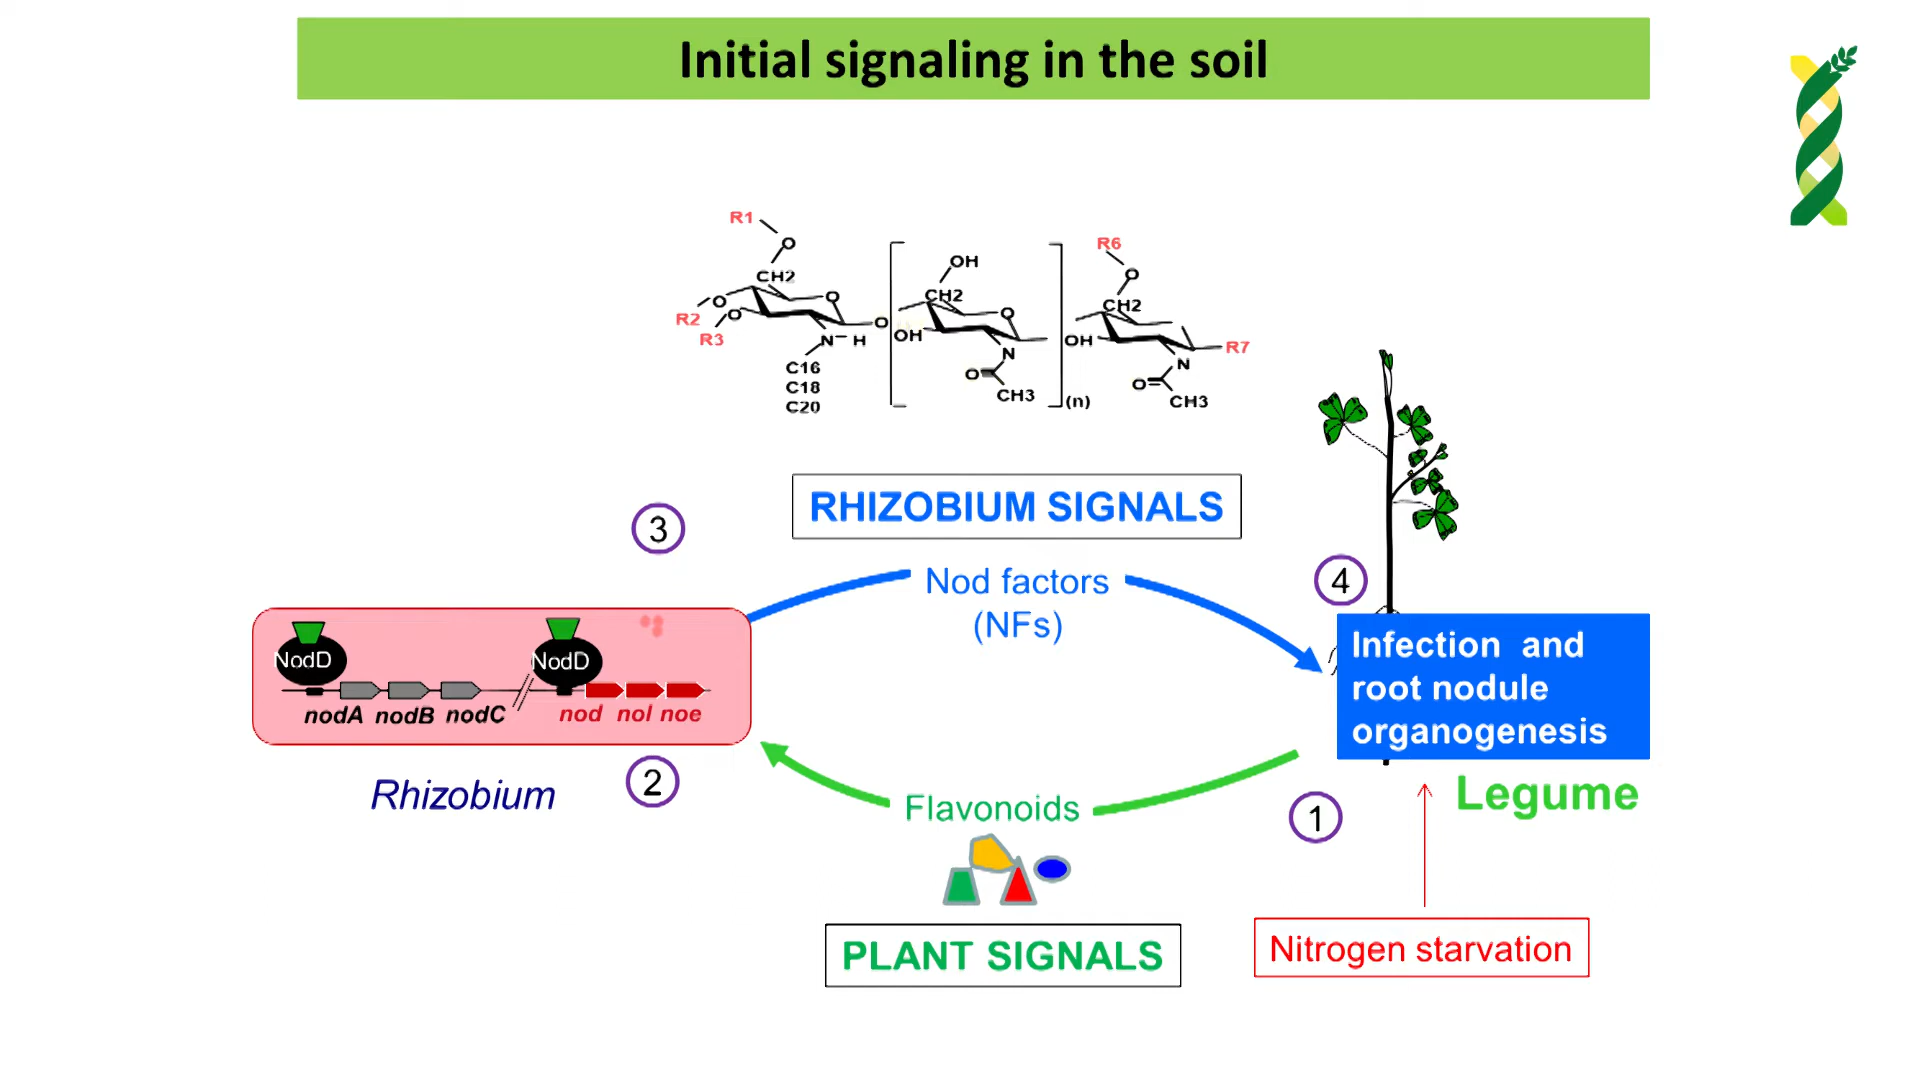 Initial signaling in the soil
R1
O
CH2
O
O
O
R2
R3
N
H
C16
C18
C20
O
OH
CH2
O
OH
N
O
CH3
(n)
R6
O
CH2
OH
R7
N
O
CH3
RHIZOBIUM SIGNALS
3
Nod factors
(NFs)
4
Infection and
root nodule
organogenesis
NodD
NodD
nodA nodB nodC
nod nol noe
Rhizobium
2
Flavonoids
1
Legume
PLANT SIGNALS
Nitrogen starvation